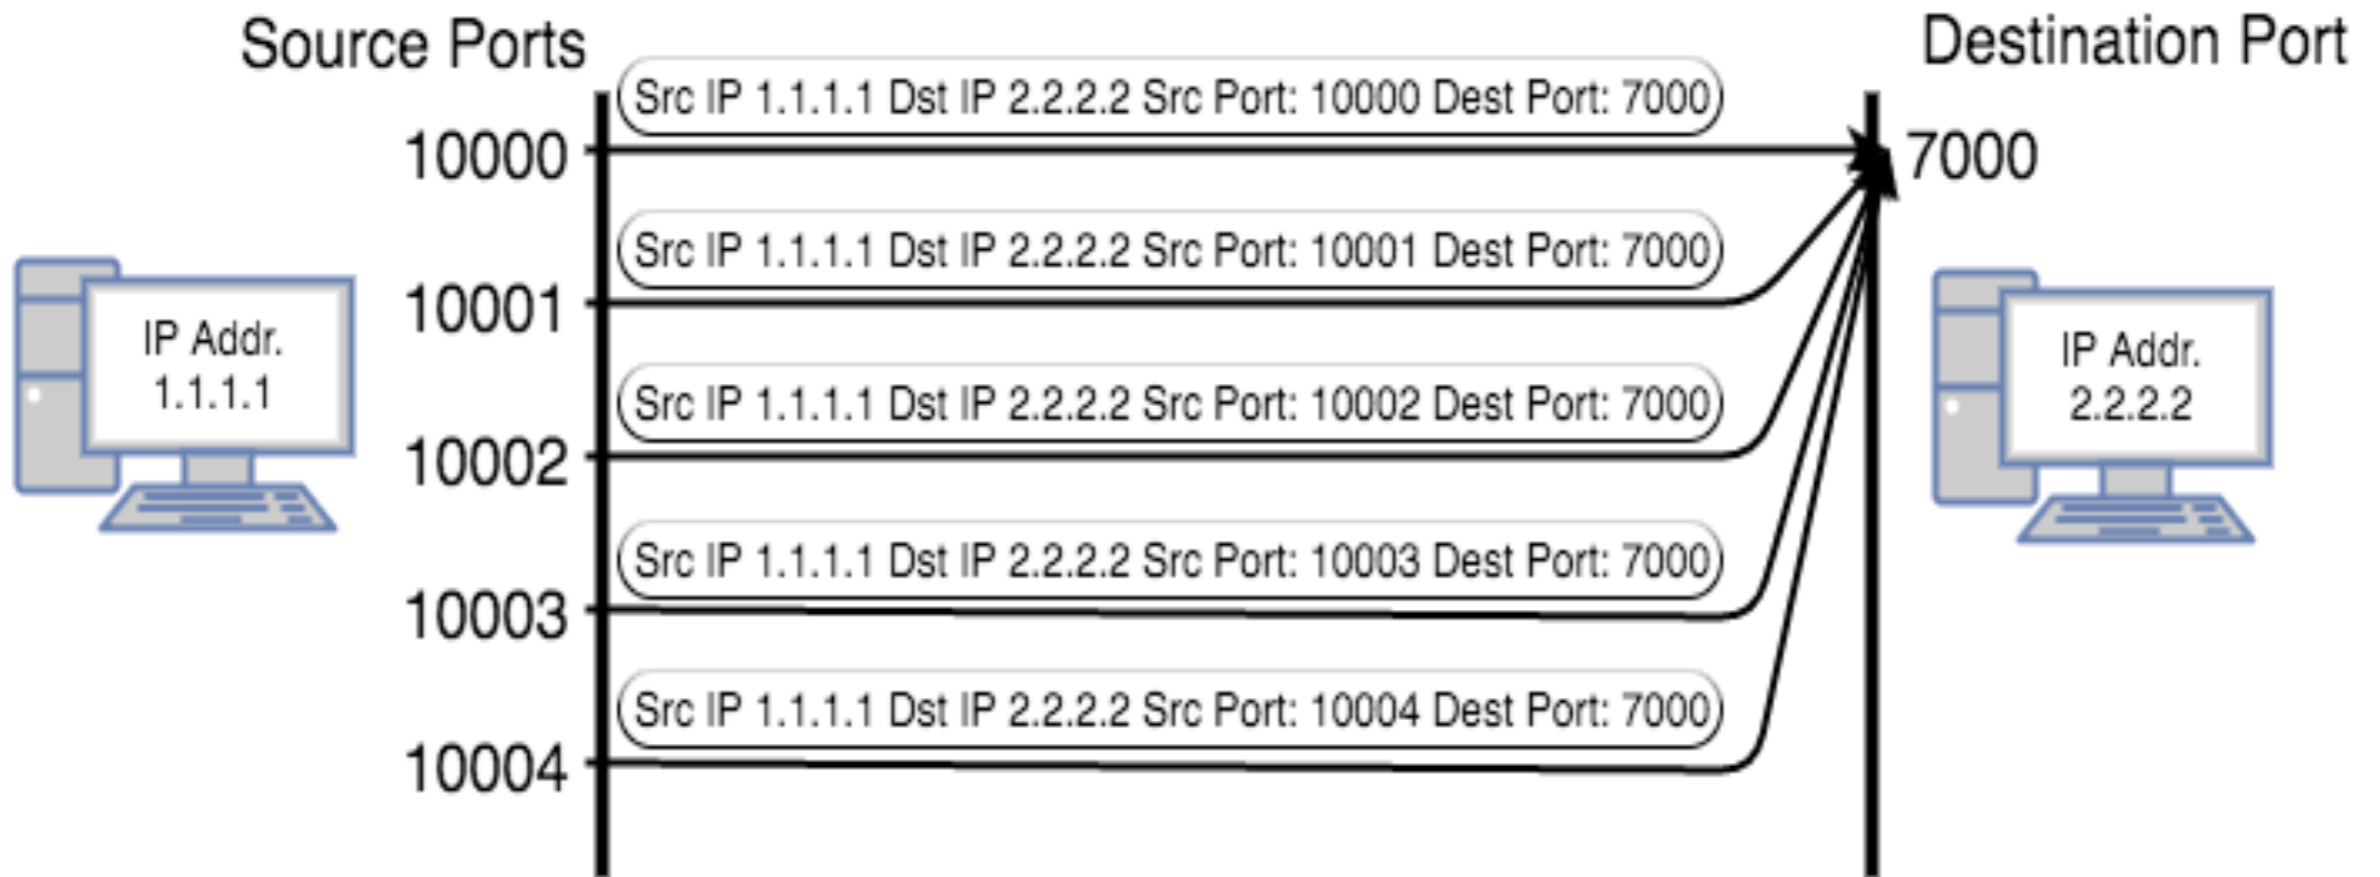 Source Ports
Destination Port
Src IP 1.1.1.1 Dst IP 2.2.2.2 Src Port: 10000 Dest Port: 7000
10000
7000
Src IP 1.1.1.1 Dst IP 2.2.2.2 Src Port: 10001 Dest Port: 7000
10001
IP Addr.
1.1.1.1
IP Addr.
2.2.2.2
Src IP 1.1.1.1 Dst IP 2.2.2.2 Src Port: 10002 Dest Port: 7000
10002
Src IP 1.1.1.1 Dst IP 2.2.2.2 Src Port: 10003 Dest Port: 7000
10003
Src IP 1.1.1.1 Dst IP 2.2.2.2 Src Port: 10004 Dest Port: 7000
10004